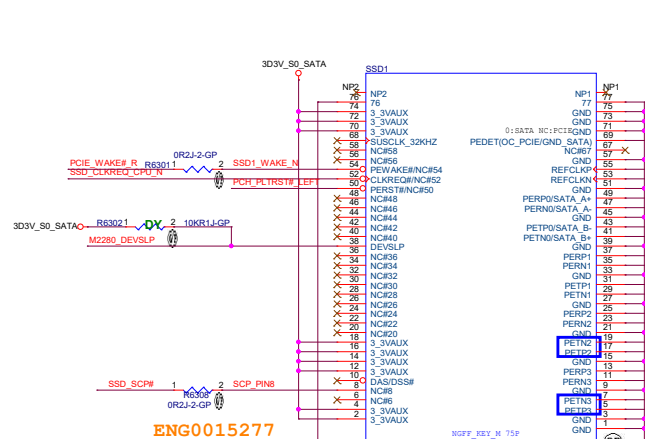 3D3V_S0_SATA
SSD1
NP2 NP2 NP1 NP1
76 76 77 77
74 3_3VAUX GND 75
72 3_3VAUX GND 73
70 3_3VAUX GND 71
0:SATA NC:PCIE
68 SUSCLK_32KHZ PEDET(OC_PCIE/GND_SATA) 69
58 NC#58 NC#67 67
56 NC#56 GND 57
PCIE_WAKE#_R R6301 1 2 0R2J-2-GP SSD1_WAKE_N 54 PEWAKE#/NC#54 REFCLKP 55
SSD_CLKREQ_CPU_N 52 CLKREQ#/NC#52 REFCLKN 53
PCH_PLTRST#_LEFT 50 PERST#/NC#50 GND 51
48 NC#48 PERP0/SATA_A+ 49
46 NC#46 PERN0/SATA_A- 47
44 NC#44 GND 45
3D3V_S0_SATA R6302 1 DY 2 10KR1J-GP 42 NC#42 PETP0/SATA_B- 43
40 NC#40 PETN0/SATA_B+ 41
M2280_DEVSLP 38 DEVSLP GND 39
36 NC#36 PERP1 37
34 NC#34 PERN1 35
32 NC#32 GND 33
30 NC#30 PETP1 31
28 NC#28 PETN1 29
26 NC#26 GND 27
24 NC#24 PERP2 25
22 NC#22 PERN2 23
20 NC#20 GND 21
18 3_3VAUX PETN2 19
16 3_3VAUX PETP2 17
14 3_3VAUX GND 15
12 3_3VAUX PERP3 13
10 DAS/DSS# PERN3 11
SSD_SCP# 1 2 SCP_PIN8 8 NC#8 GND 9
R6308
0R2J-2-GP
6 NC#6 PETN3 7
4 3_3VAUX PETP3 5
2 3_3VAUX GND 3
GND 1
ENG0015277
NGFF_KEY_M_75P